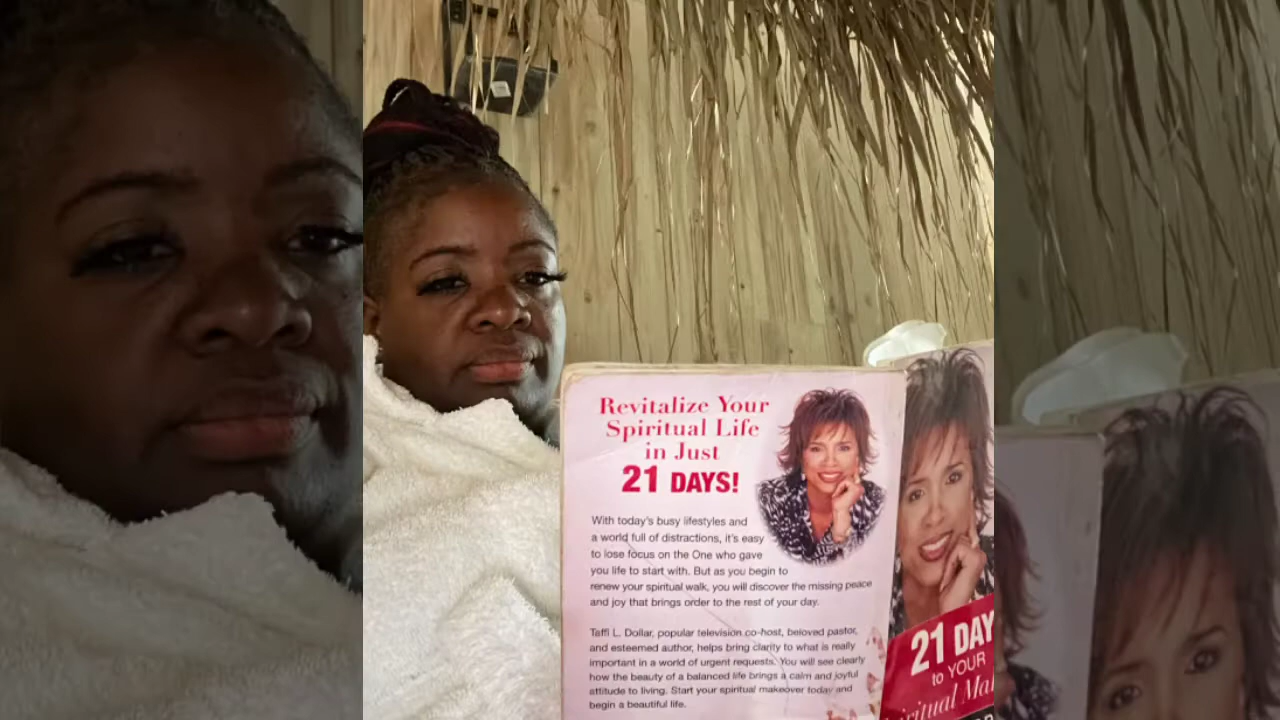 Revitalize Your
Spiritual Life
in Just
21 DAYS!
With today's busy lifestyles and
a world full of distractions, it's easy
to lose focus on the One who gave
you life to start with. But as you begin to
renew your spiritual walk, you will discover the missing peace
and joy that brings order to the rest of your day.
Taffi L. Dollar, popular television co-host, beloved pastor,
and esteemed author, helps bring clarity to what is really
important in a world of urgent requests. You will see clearly
how the beauty of a balanced life brings a calm and joyful
attitude to living. Start your spiritual makeover today and
begin a beautiful life.
21 DAY
to YOUR